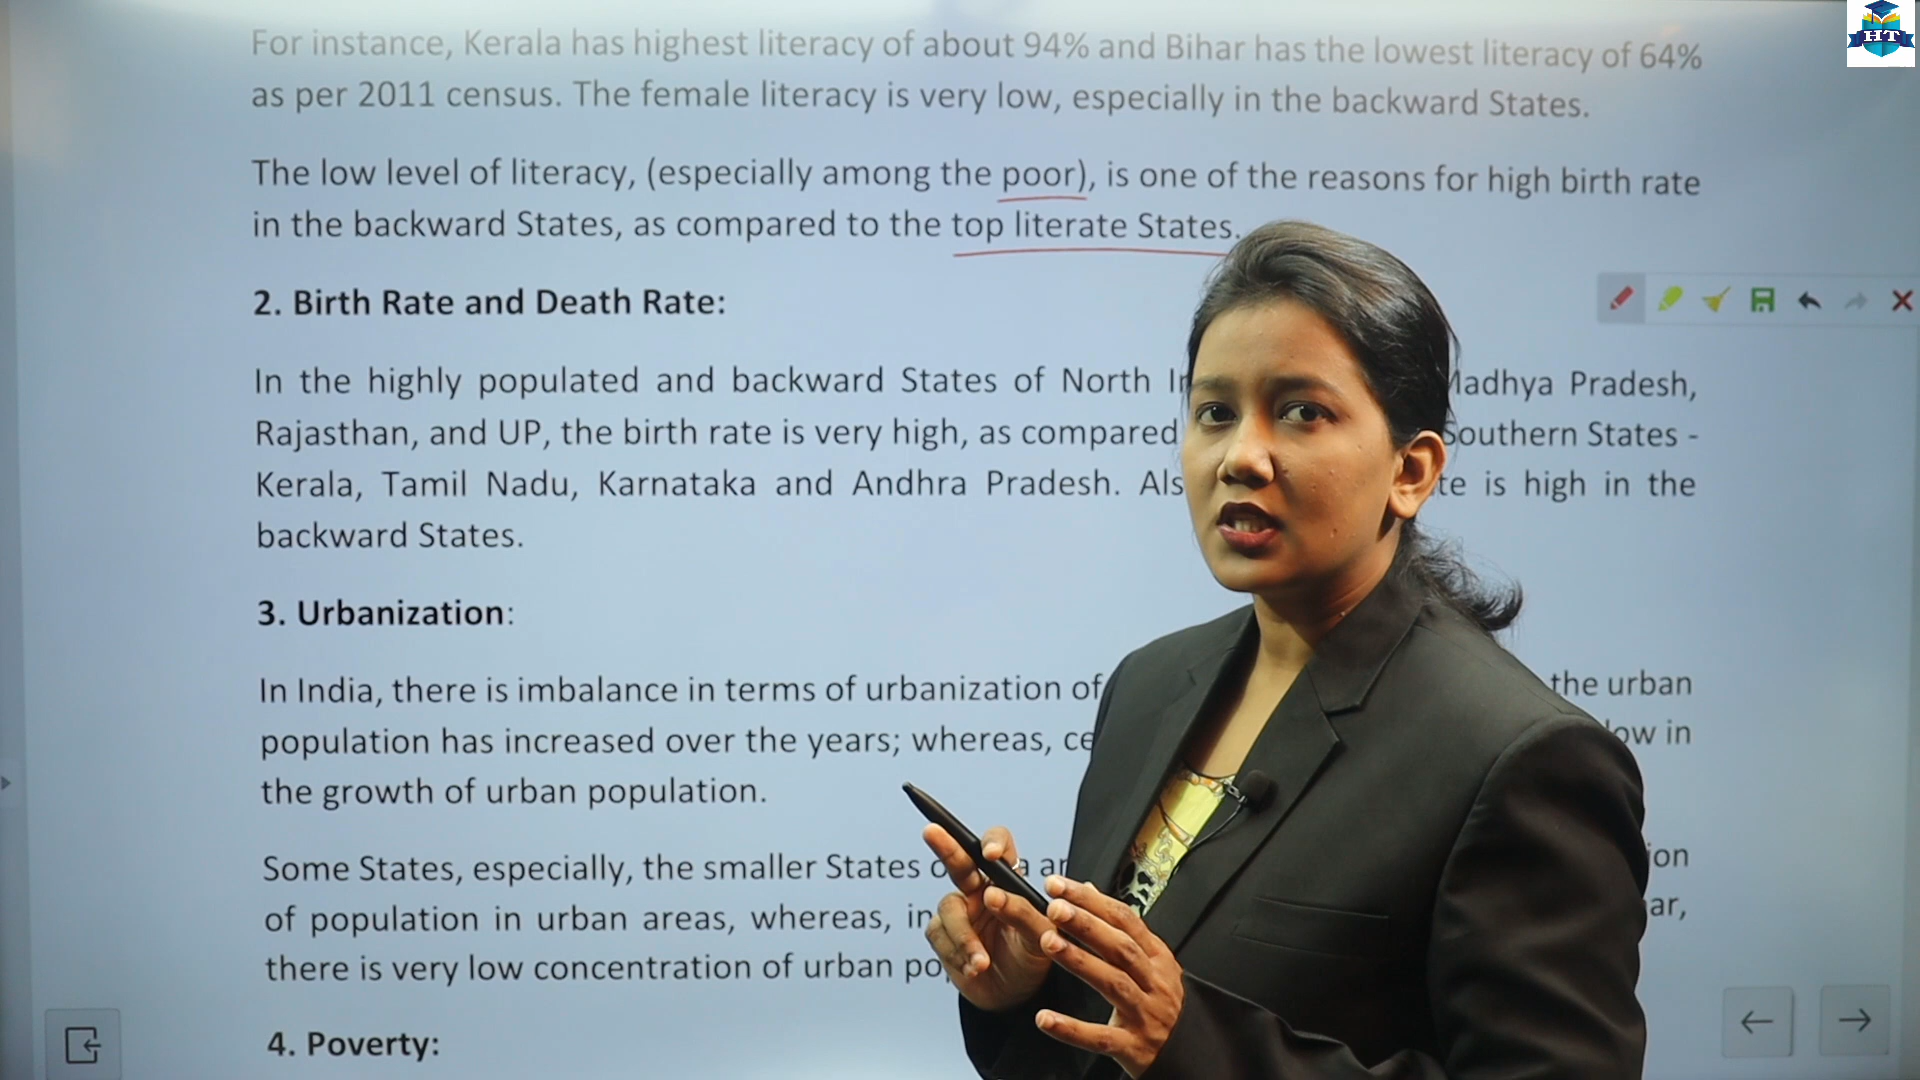 For instance, Kerala has highest literacy of about 94% and Bihar has the lowest literacy of 64%
as per 2011 census. The female literacy is very low, especially in the backward States.
The low level of literacy, (especially among the poor), is one of the reasons for high birth rate
in the backward States, as compared to the top literate States.
2. Birth Rate and Death Rate:
In the highly populated and backward States of North Madhya Pradesh,
Rajasthan, and UP, the birth rate is very high, as compared Southern States -
Kerala, Tamil Nadu, Karnataka and Andhra Pradesh. is high in the
backward States.
3. Urbanization:
In India, there is imbalance in terms of urbanization of the urban
population has increased over the years; whereas, in
the growth of urban population.
Some States, especially, the smaller States
of population in urban areas, whereas, in
there is very low concentration of urban
4. Poverty:
HT